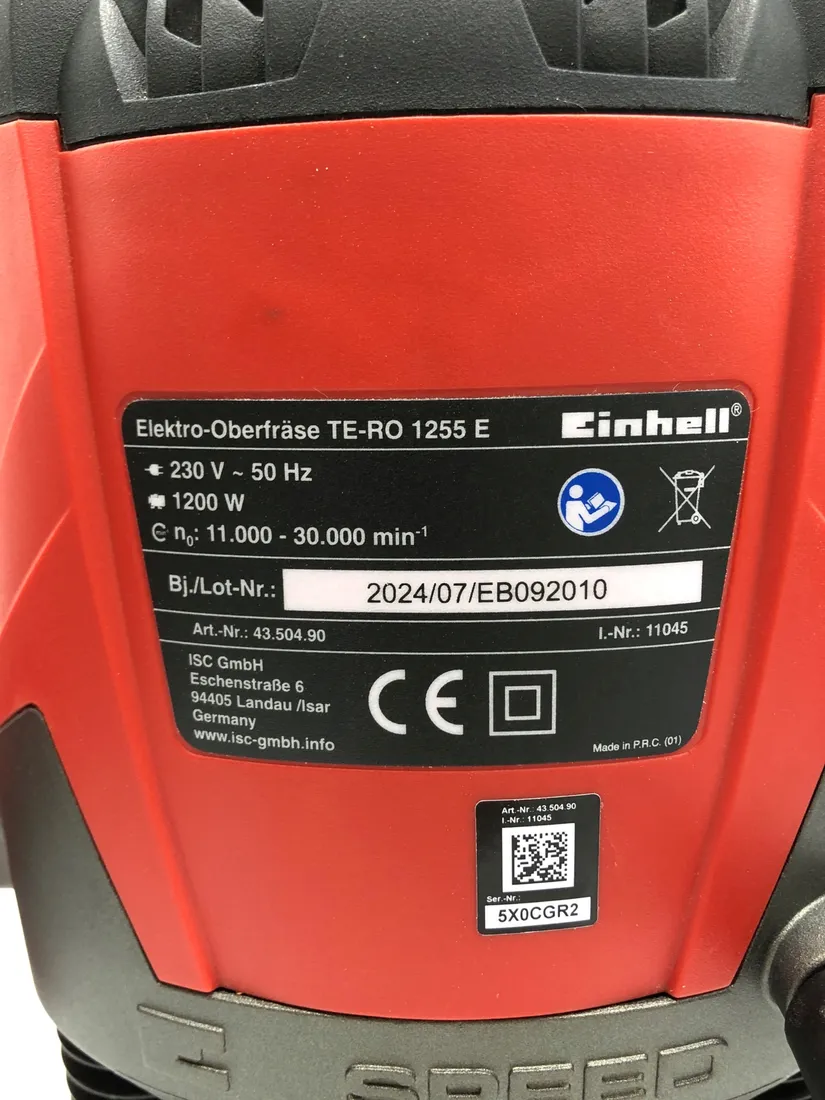 Elektro-Oberfräse TE-RO 1255 E
Einhell®
230 V ~ 50 Hz
1200 W
n₀: 11.000 - 30.000 min⁻¹
Bj./Lot-Nr.: 2024/07/EB092010
Art.-Nr.: 43.504.90 I.-Nr.: 11045
ISC GmbH
Eschenstraße 6
94405 Landau /Isar
Germany
www.isc-gmbh.info
CE
Made in P.R.C. (01)
Art.-Nr.: 43.504.90
I.-Nr.: 11045
Ser.-Nr.:
5X0CGR2
SPEED